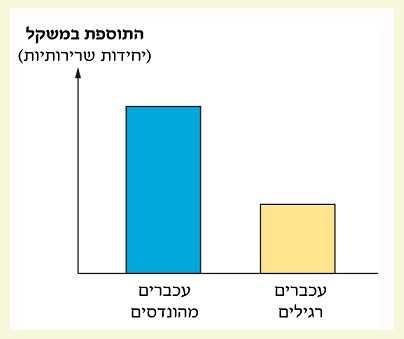 התוספת במשקל
(יחידות שרירותיות)
עכברים
רגילים
עכברים
מהונדסים